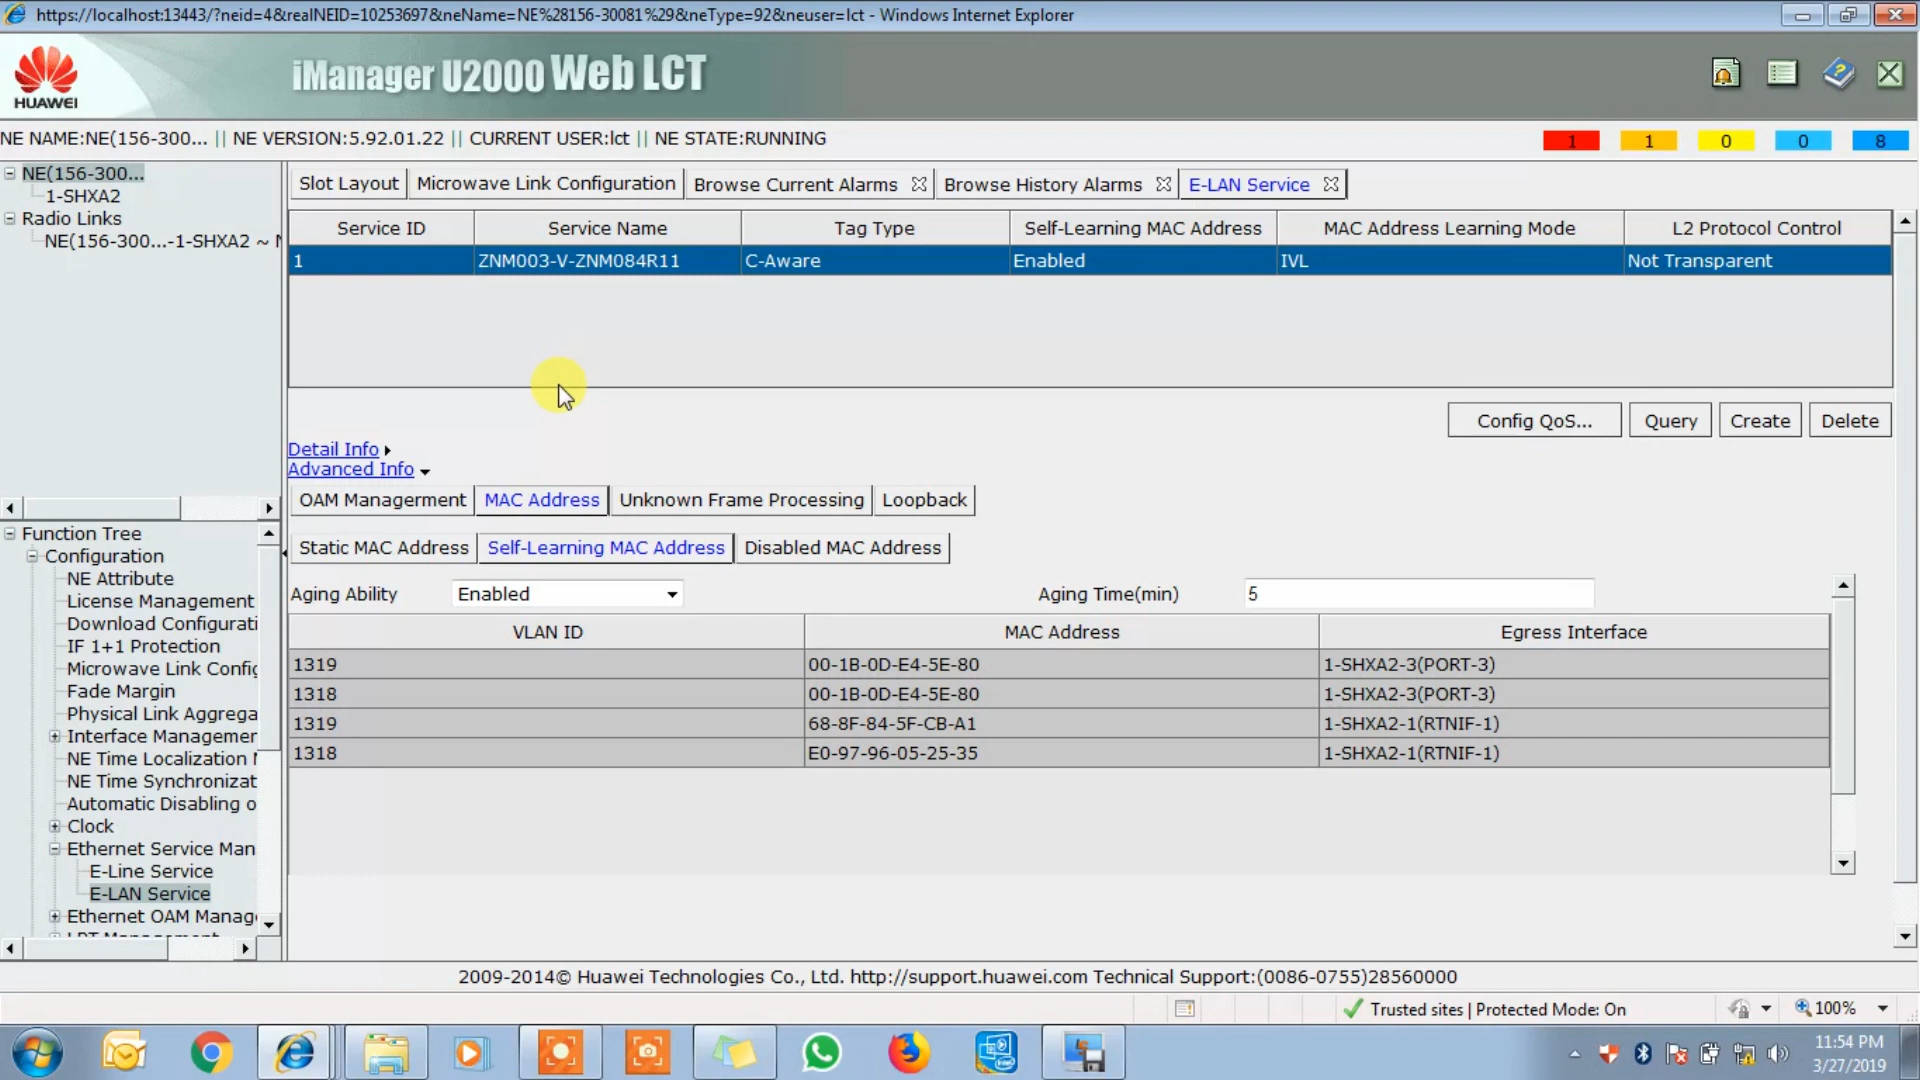 https://localhost:13443/?neid=4&realNEID=10253697&neName=NE%28156-30081%29&neType=92&neuser=lct - Windows Internet Explorer
HUAWEI
iManager U2000 Web LCT
NE NAME:NE(156-300... || NE VERSION:5.92.01.22 || CURRENT USER:lct || NE STATE:RUNNING
1 1 0 0 8
NE(156-300...
1-SHXA2
Radio Links
NE(156-300...-1-SHXA2 ~
Slot Layout Microwave Link Configuration Browse Current Alarms Browse History Alarms E-LAN Service
Service ID Service Name Tag Type Self-Learning MAC Address MAC Address Learning Mode L2 Protocol Control
1 ZNM003-V-ZNM084R11 C-Aware Enabled IVL Not Transparent
Config QoS... Query Create Delete
Detail Info
Advanced Info
OAM Managerment MAC Address Unknown Frame Processing Loopback
Static MAC Address Self-Learning MAC Address Disabled MAC Address
Aging Ability Enabled Aging Time(min) 5
VLAN ID MAC Address Egress Interface
1319 00-1B-0D-E4-5E-80 1-SHXA2-3(PORT-3)
1318 00-1B-0D-E4-5E-80 1-SHXA2-3(PORT-3)
1319 68-8F-84-5F-CB-A1 1-SHXA2-1(RTNIF-1)
1318 E0-97-96-05-25-35 1-SHXA2-1(RTNIF-1)
Function Tree
Configuration
NE Attribute
License Management
Download Configurati
IF 1+1 Protection
Microwave Link Config
Fade Margin
Physical Link Aggrega
Interface Managemer
NE Time Localization
NE Time Synchronizat
Automatic Disabling o
Clock
Ethernet Service Man
E-Line Service
E-LAN Service
Ethernet OAM Manag
2009-2014© Huawei Technologies Co., Ltd. http://support.huawei.com Technical Support:(0086-0755)28560000
Trusted sites | Protected Mode: On
100%
11:54 PM
3/27/2019